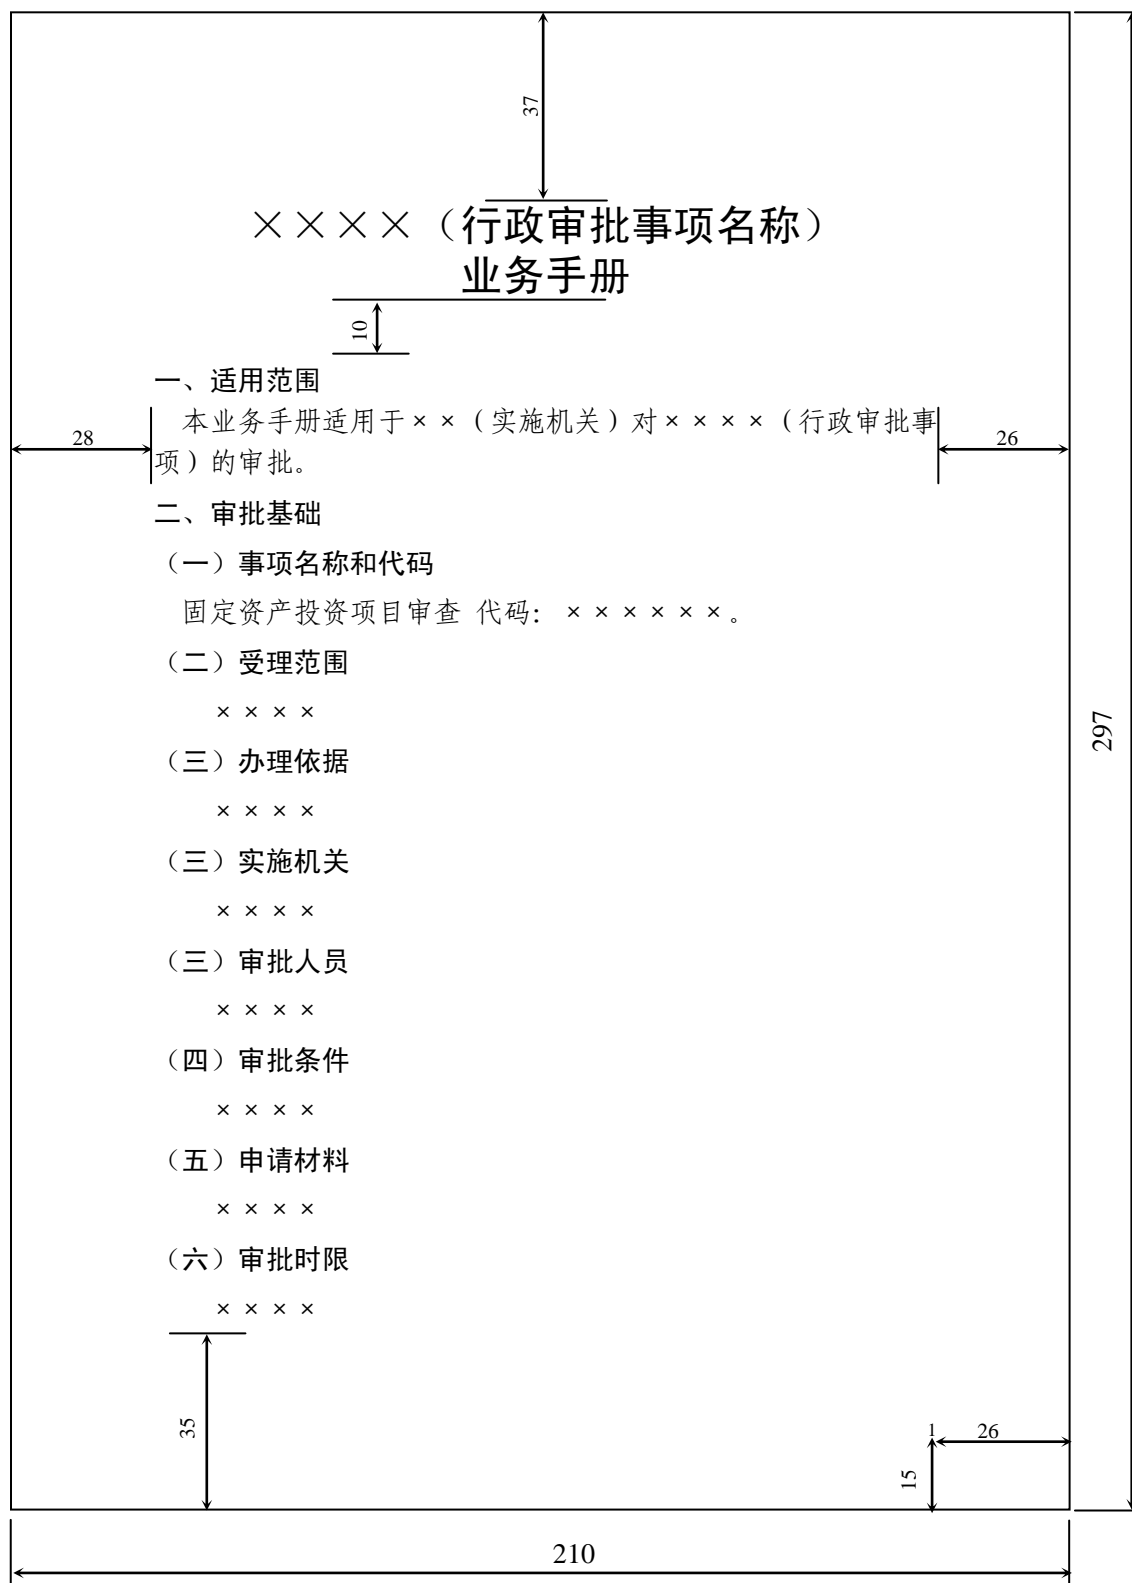 37
××××（行政审批事项名称）
业务手册
10
一、适用范围
本业务手册适用于××（实施机关）对××××（行政审批事
项）的审批。
28
26
二、审批基础
（一）事项名称和代码
固定资产投资项目审查 代码: ××××××。
（二）受理范围
××××
（三）办理依据
××××
（三）实施机关
××××
（三）审批人员
××××
（四）审批条件
××××
（五）申请材料
××××
（六）审批时限
××××
297
35
1
26
15
210